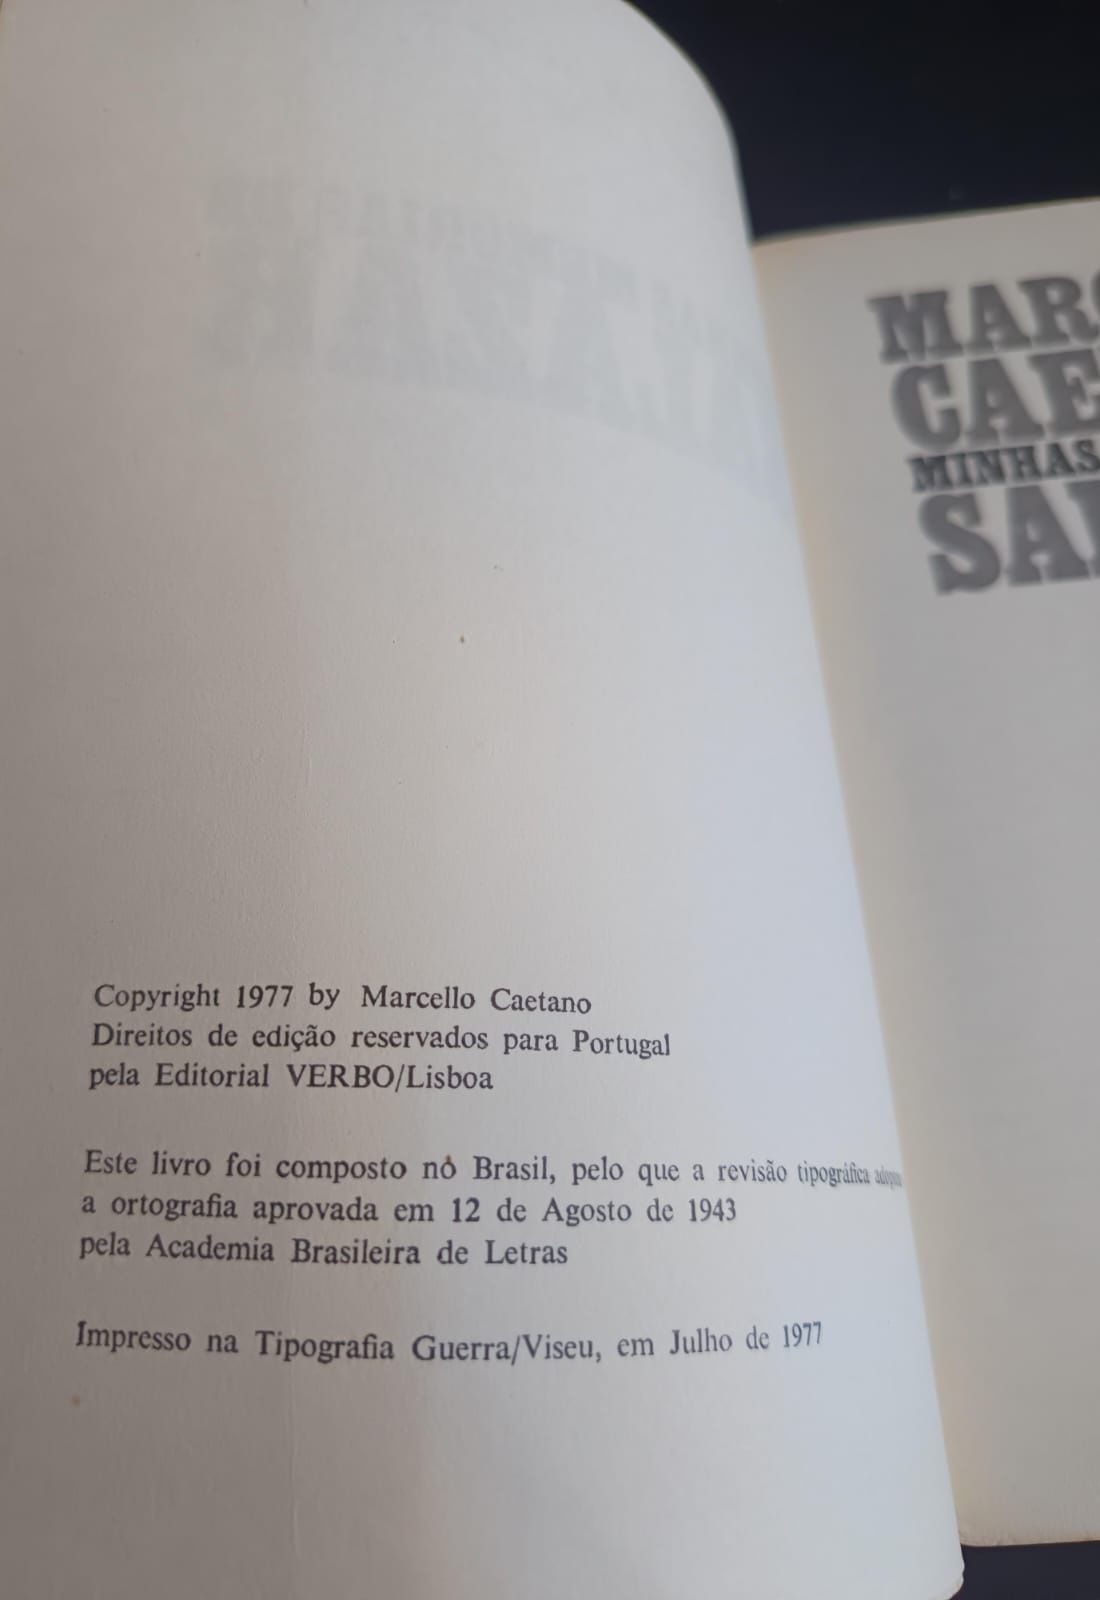 Copyright 1977 by Marcello Caetano
Direitos de edição reservados para Portugal
pela Editorial VERBO/Lisboa
Este livro foi composto no Brasil, pelo que a revisão tipográfica
a ortografia aprovada em 12 de Agosto de 1943
pela Academia Brasileira de Letras
Impresso na Tipografia Guerra/Viseu, em Julho de 1977
MARC
CAE
MINHAS
SAL